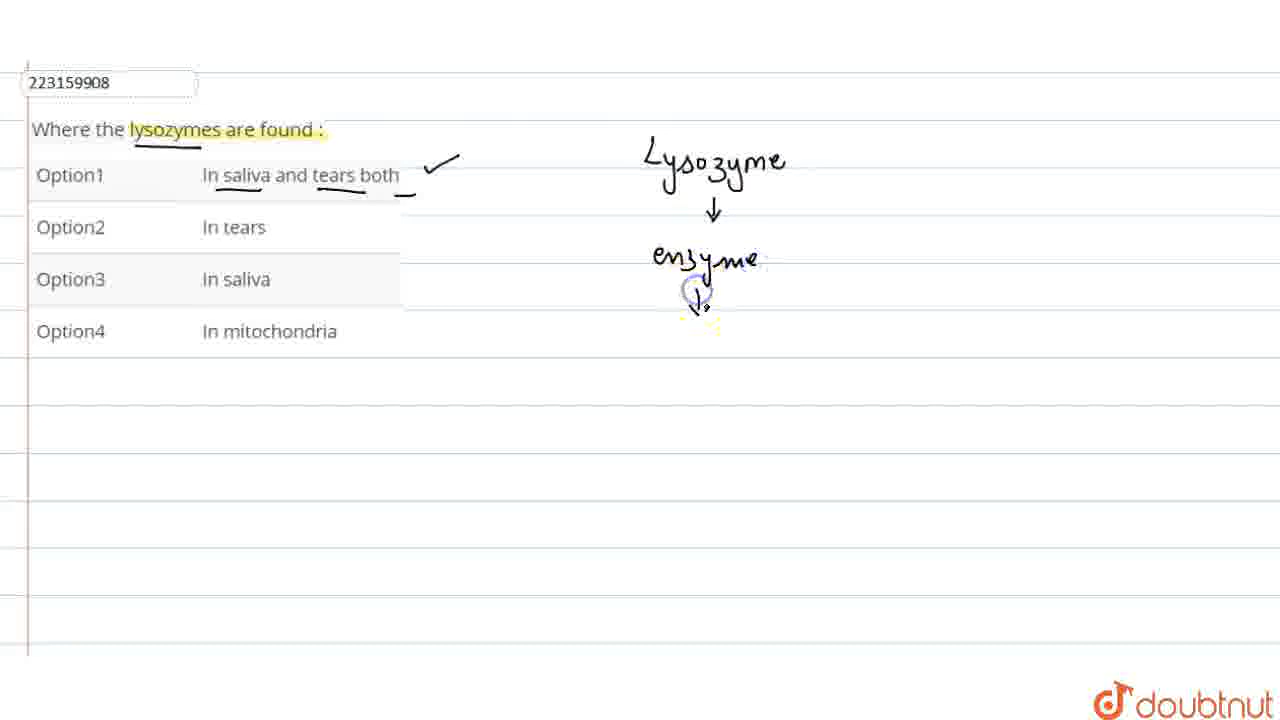 223159908
Where the lysozymes are found :
Option1 In saliva and tears both
Option2 In tears
Option3 In saliva
Option4 In mitochondria
Lysozyme
enzyme
doubtnut